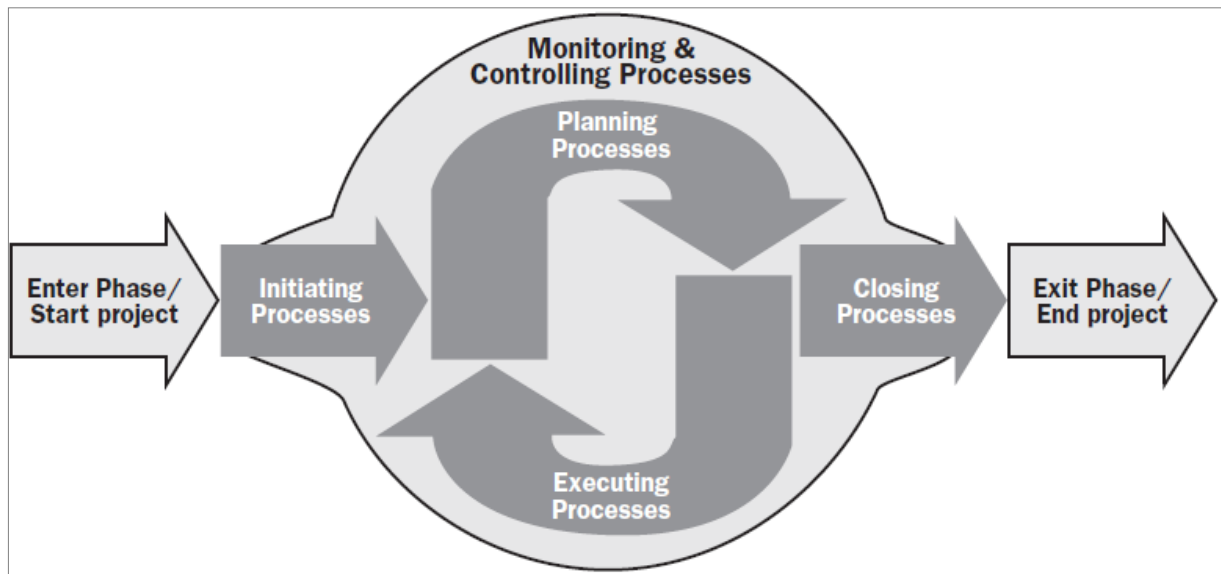 Monitoring &
Controlling Processes
Planning
Processes
Enter Phase/
Start project
Initiating
Processes
Closing
Processes
Exit Phase/
End project
Executing
Processes